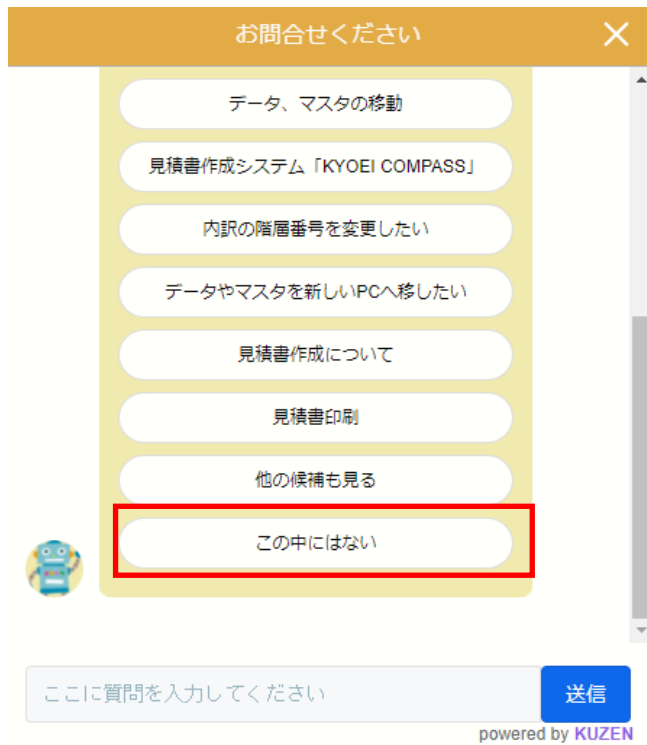 お問合せください
データ、マスタの移動
見積書作成システム「KYOEI COMPASS」
内訳の階層番号を変更したい
データやマスタを新しいPCへ移したい
見積書作成について
見積書印刷
他の候補も見る
この中にはない
ここに質問を入力してください
送信
powered by KUZEN